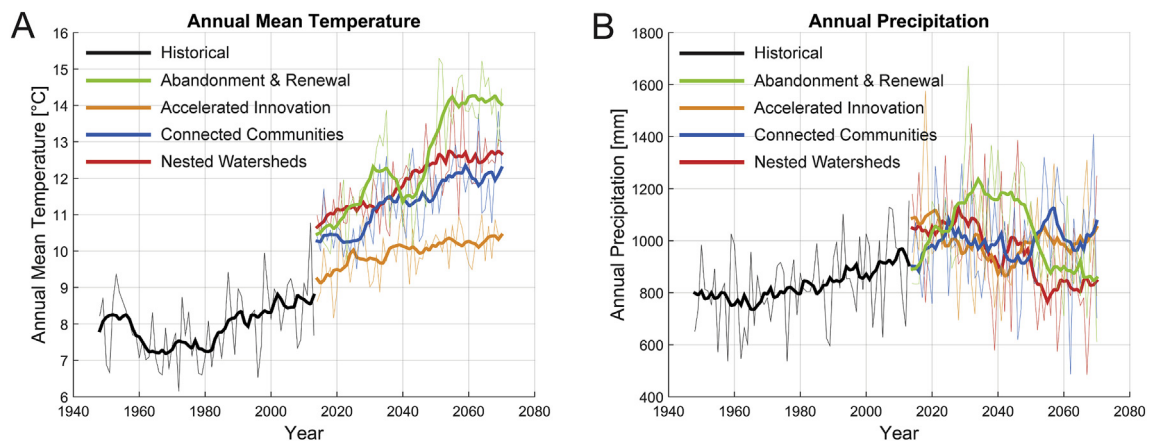 A
Annual Mean Temperature
Annual Mean Temperature [°C]
16
15
14
13
12
11
10
9
8
7
6
Historical
Abandonment & Renewal
Accelerated Innovation
Connected Communities
Nested Watersheds
1940
1960
1980
2000
2020
2040
2060
2080
Year
B
Annual Precipitation
Annual Precipitation [mm]
1800
1600
1400
1200
1000
800
600
400
Historical
Abandonment & Renewal
Accelerated Innovation
Connected Communities
Nested Watersheds
1940
1960
1980
2000
2020
2040
2060
2080
Year